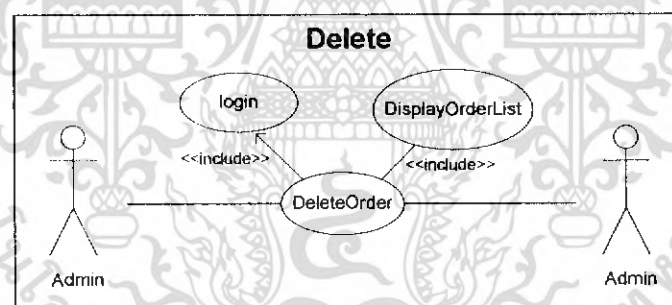 Delete
login
DisplayOrderList
<<include>>
<<include>>
DeleteOrder
Admin
Admin